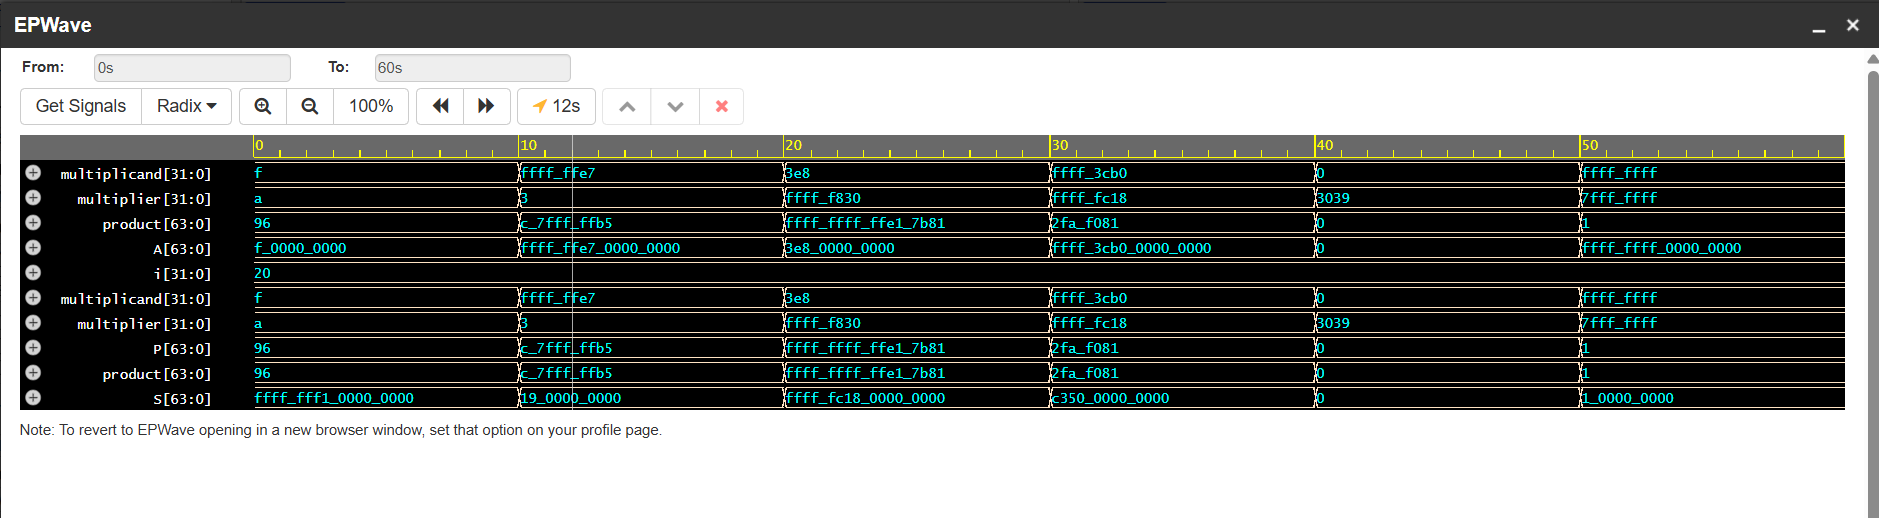 EPWave
From: 0s To: 60s
Get Signals Radix 100% 12s
0 10 20 30 40 50
multiplicand[31:0] f ffff_ffe7 3e8 ffff_3cb0 0 ffff_ffff
multiplier[31:0] a 3 ffff_f830 ffff_fc18 3039 7fff_ffff
product[63:0] 96 c_7fff_ffb5 ffff_ffff_ffe1_7b81 2fa_f081 0 1
A[63:0] f_0000_0000 ffff_ffe7_0000_0000 3e8_0000_0000 ffff_3cb0_0000_0000 0 ffff_ffff_0000_0000
i[31:0] 20
multiplicand[31:0] f ffff_ffe7 3e8 ffff_3cb0 0 ffff_ffff
multiplier[31:0] a 3 ffff_f830 ffff_fc18 3039 7fff_ffff
P[63:0] 96 c_7fff_ffb5 ffff_ffff_ffe1_7b81 2fa_f081 0 1
product[63:0] 96 c_7fff_ffb5 ffff_ffff_ffe1_7b81 2fa_f081 0 1
S[63:0] ffff_fff1_0000_0000 19_0000_0000 ffff_fc18_0000_0000 c350_0000_0000 0 1_0000_0000
Note: To revert to EPWave opening in a new browser window, set that option on your profile page.